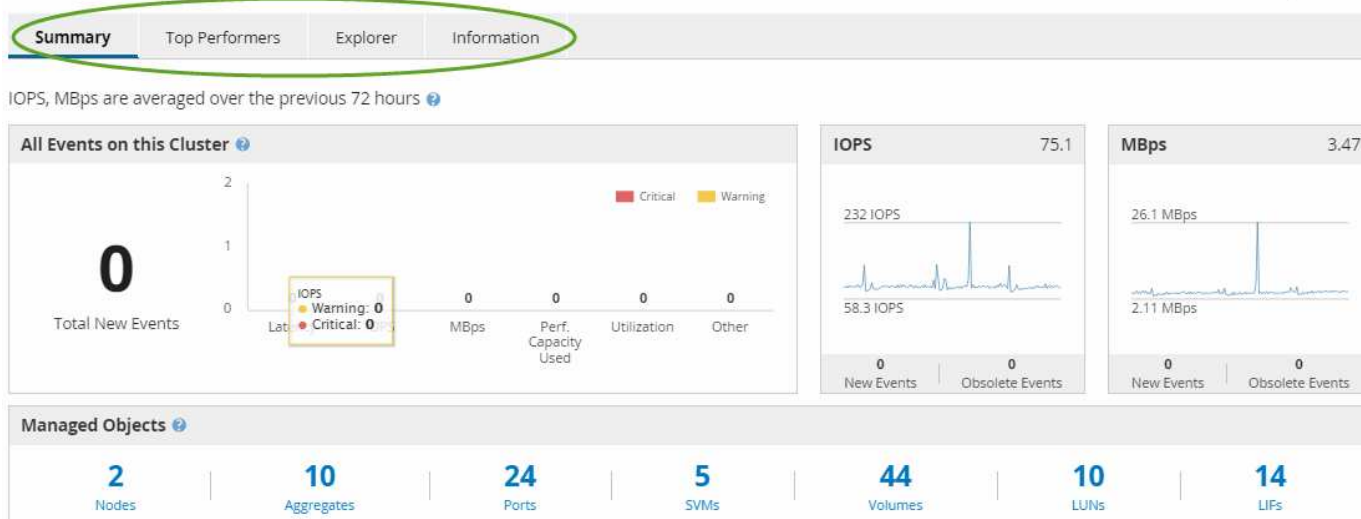 Summary Top Performers Explorer Information
IOPS, MBps are averaged over the previous 72 hours
All Events on this Cluster
2
1
0
Critical Warning
0
Total New Events
IOPS
Warning: 0
Critical: 0
0 0 0 0
MBps Perf. Capacity Used Utilization Other
IOPS 75.1
232 IOPS
58.3 IOPS
0 0
New Events Obsolete Events
MBps 3.47
26.1 MBps
2.11 MBps
0 0
New Events Obsolete Events
Managed Objects
2 10 24 5 44 10 14
Nodes Aggregates Ports SVMs Volumes LUNs LIFs